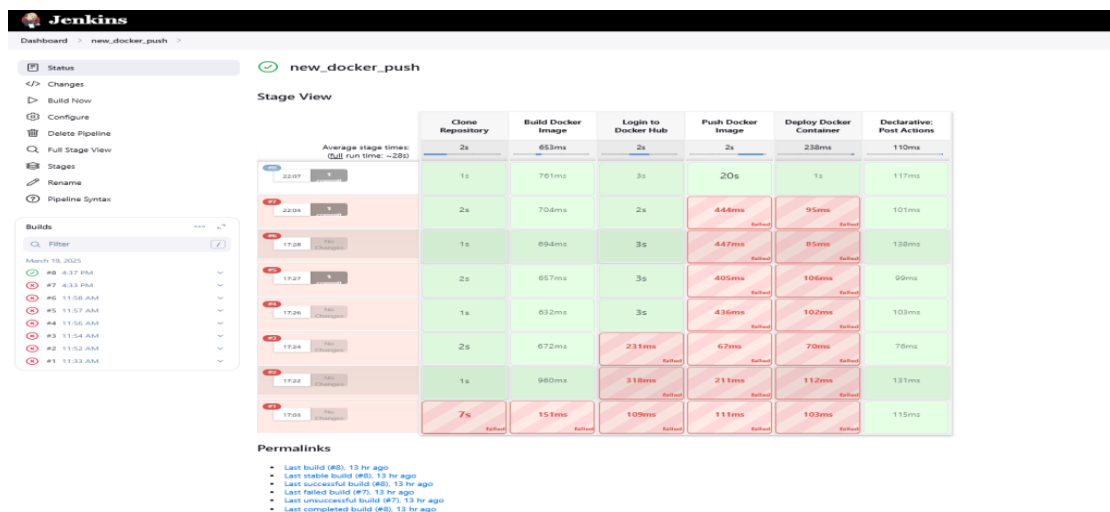 Jenkins
Dashboard > new_docker_push >
Status
Changes
Build Now
Configure
Delete Pipeline
Full Stage View
Stages
Rename
Pipeline Syntax
Builds
Filter /
March 19, 2025
#8 4:37 PM
#7 4:33 PM
#6 11:58 AM
#5 11:57 AM
#4 11:56 AM
#3 11:54 AM
#2 11:52 AM
#1 11:33 AM
new_docker_push
Stage View
Clone Repository
Build Docker Image
Login to Docker Hub
Push Docker Image
Deploy Docker Container
Declarative: Post Actions
Average stage times: 2s 653ms 2s 2s 238ms 110ms
(full run time: ~28s)
#8
22:07 1 commit 1s 761ms 3s 20s 1s 117ms
#7
22:03 1 commit 2s 704ms 2s 444ms 95ms 101ms
failed failed
#6
17:28 No Changes 1s 694ms 3s 447ms 85ms 138ms
failed failed
#5
17:27 1 commit 2s 657ms 3s 405ms 106ms 99ms
failed failed
#4
17:26 No Changes 1s 632ms 3s 436ms 102ms 103ms
failed failed
#3
17:24 No Changes 2s 672ms 231ms 67ms 70ms 78ms
failed failed failed
#2
17:22 No Changes 1s 960ms 318ms 211ms 112ms 131ms
failed failed failed
#1
17:03 No Changes 7s 151ms 109ms 111ms 103ms 115ms
failed failed failed failed failed
Permalinks
Last build (#8), 13 hr ago
Last stable build (#8), 13 hr ago
Last successful build (#8), 13 hr ago
Last failed build (#7), 13 hr ago
Last unsuccessful build (#7), 13 hr ago
Last completed build (#8), 13 hr ago